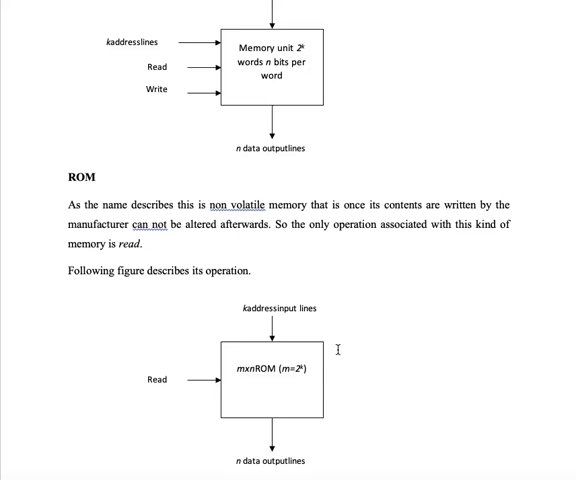 kaddresslines
Memory unit 2ᵏ
words n bits per
word
Read
Write
n data outputlines
ROM
As the name describes this is non volatile memory that is once its contents are written by the
manufacturer can not be altered afterwards. So the only operation associated with this kind of
memory is read.
Following figure describes its operation.
kaddressinput lines
mxnROM (m=2ᵏ)
Read
n data outputlines